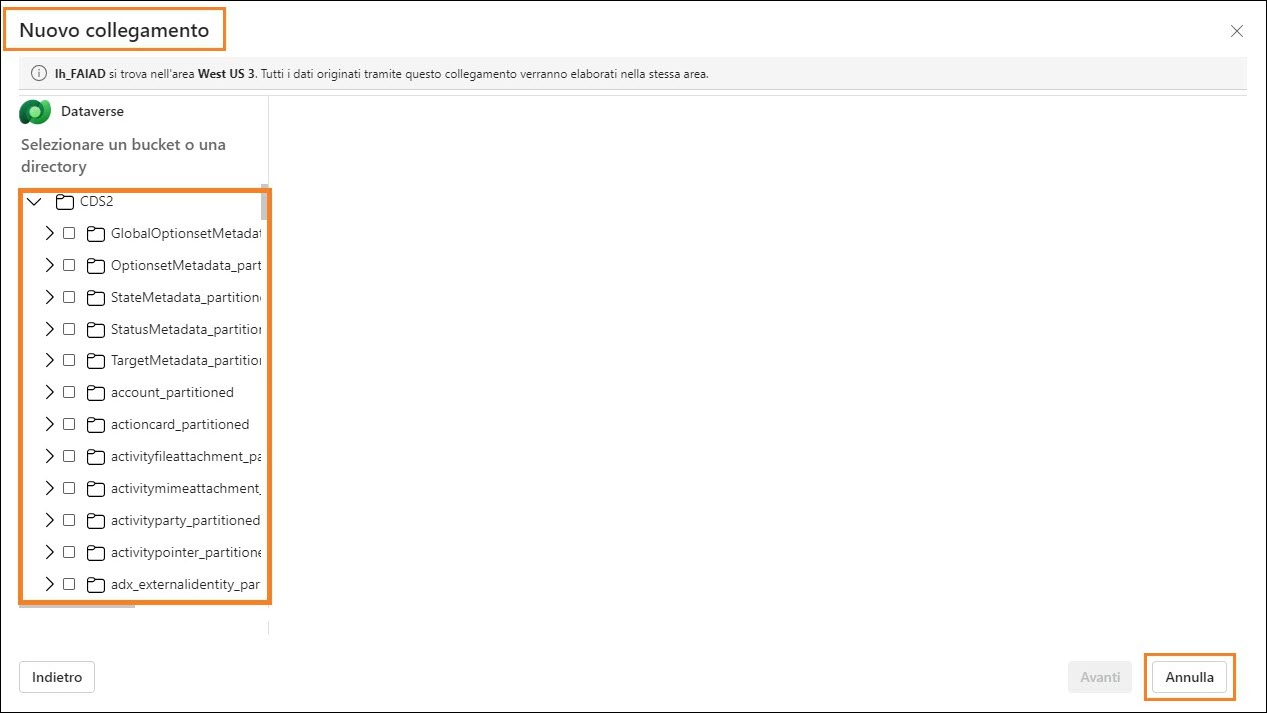 Nuovo collegamento
lh_FAIAD si trova nell'area West US 3. Tutti i dati originati tramite questo collegamento verranno elaborati nella stessa area.
Dataverse
Selezionare un bucket o una
directory
CDS2
GlobalOptionsetMetadat
OptionsetMetadata_part
StateMetadata_partition
StatusMetadata_partition
TargetMetadata_partition
account_partitioned
actioncard_partitioned
activityfileattachment_pa
activitymimeattachment_
activityparty_partitioned
activitypointer_partitione
adx_externalidentity_par
Indietro
Avanti
Annulla